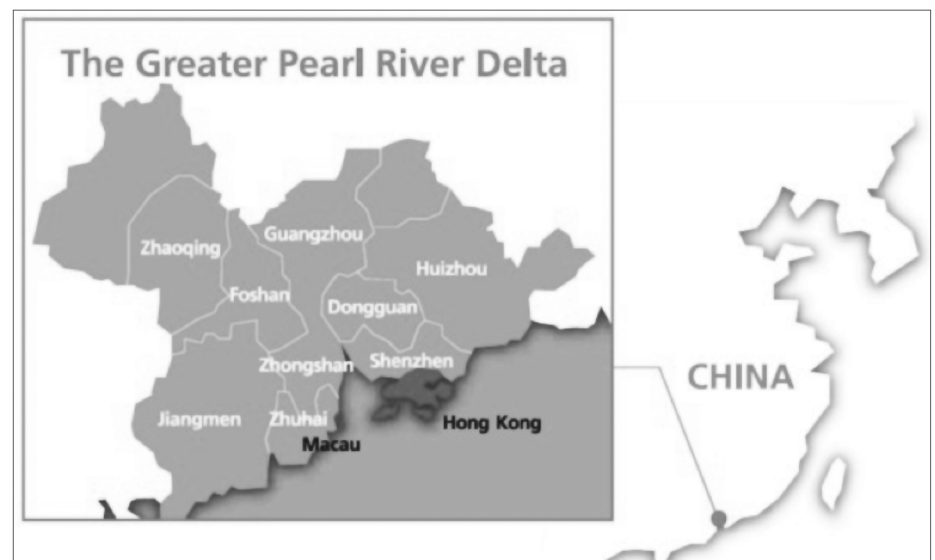 The Greater Pearl River Delta
Guangzhou
Zhaoqing
Huizhou
Foshan
Dongguan
Zhongshan
Shenzhen
CHINA
Jiangmen
Zhuhai
Hong Kong
Macau